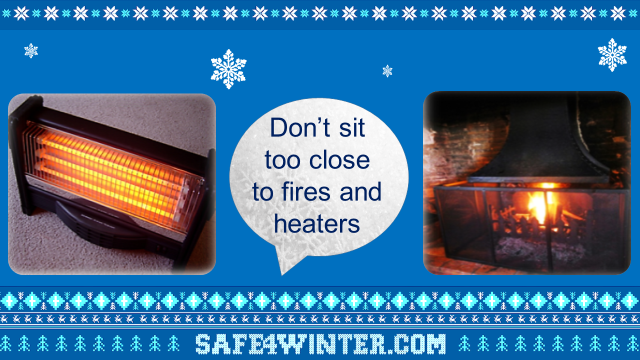 Don't sit
too close
to fires and
heaters
SAFE4WINTER.COM